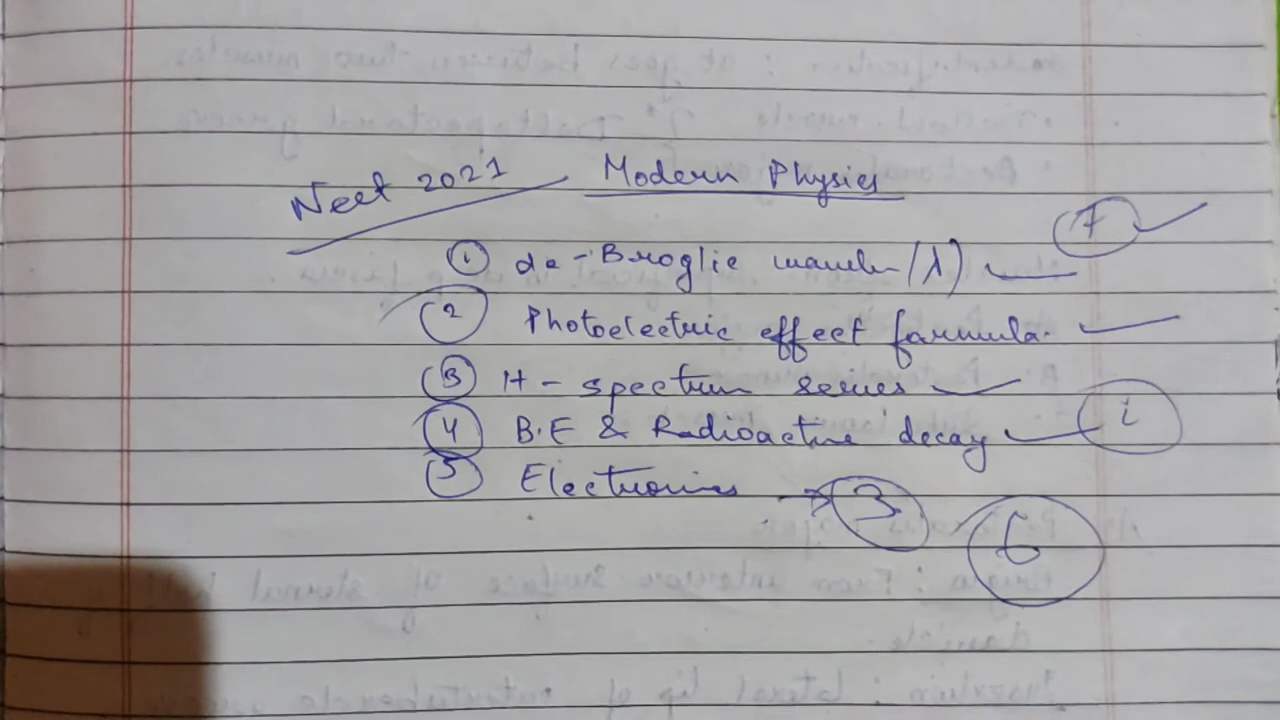 Neet 2021 Modern Physics
7
① de-Broglie (λ)
② Photoelectric effect formula.
③ H - spectrum series
④ B.E & Radioactive decay i
⑤ Electronics → 3
6